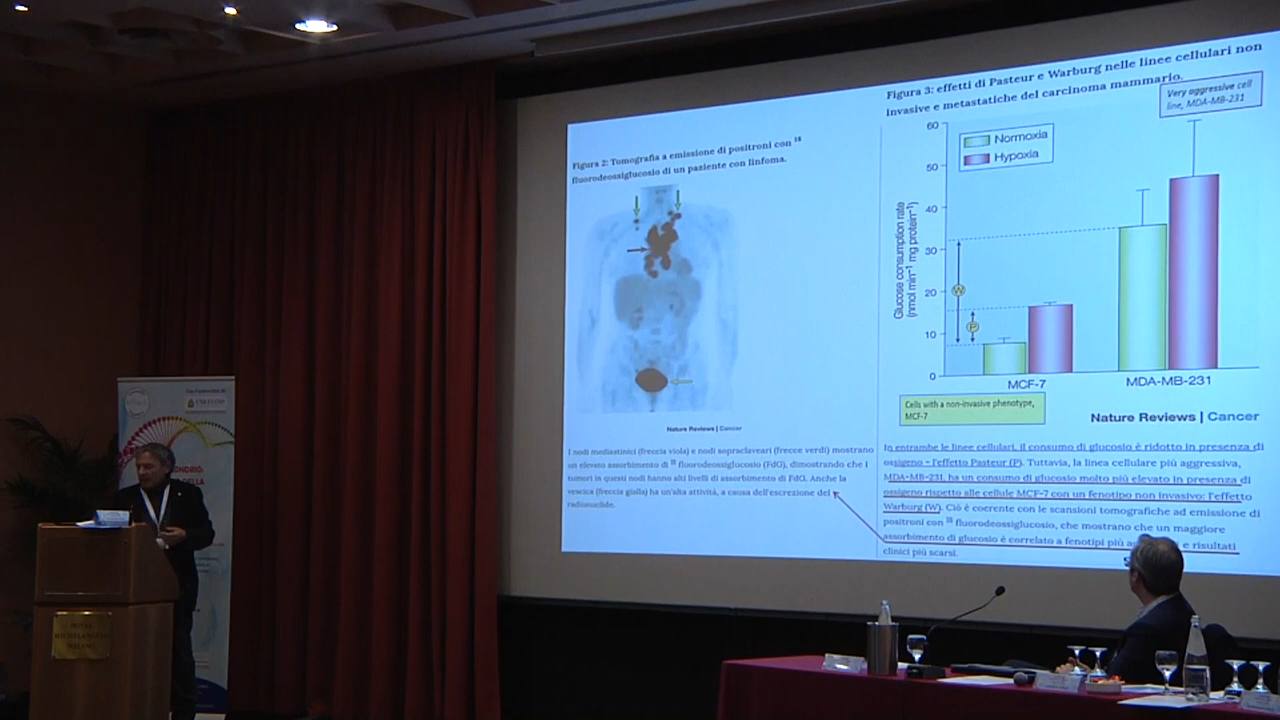 Figura 2: Tomografia a emissione di positroni con 18
fluorodeossiglucosio di un paziente con linfoma.
Nature Reviews | Cancer
I nodi mediastinici (freccia viola) e nodi sopraclaveari (frecce verdi) mostrano
un elevato assorbimento di 18 fluorodeossiglucosio (FdG), dimostrando che i
tumori in questi nodi hanno alti livelli di assorbimento di FdG. Anche la
vescica (freccia gialla) ha un'alta attività, a causa dell'escrezione del
radionuclide.
Figura 3: effetti di Pasteur e Warburg nelle linee cellulari non
invasive e metastatiche del carcinoma mammario.
Very aggressive cell
line, MDA-MB-231
Normoxia
Hypoxia
Glucose consumption rate
(nmol min–1 mg protein–1)
60
50
40
30
20
10
0
W
P
MCF-7
MDA-MB-231
Cells with a non-invasive phenotype,
MCF-7
Nature Reviews | Cancer
In entrambe le linee cellulari, il consumo di glucosio è ridotto in presenza di
ossigeno - l'effetto Pasteur (P). Tuttavia, la linea cellulare più aggressiva,
MDA-MB-231, ha un consumo di glucosio molto più elevato in presenza di
ossigeno rispetto alle cellule MCF-7 con un fenotipo non invasivo: l'effetto
Warburg (W). Ciò è coerente con le scansioni tomografiche ad emissione di
positroni con 18 fluorodeossiglucosio, che mostrano che un maggiore
assorbimento di glucosio è correlato a fenotipi più e risultati
clinici più scarsi.
HOTEL
MICHELANGELO
MILANO